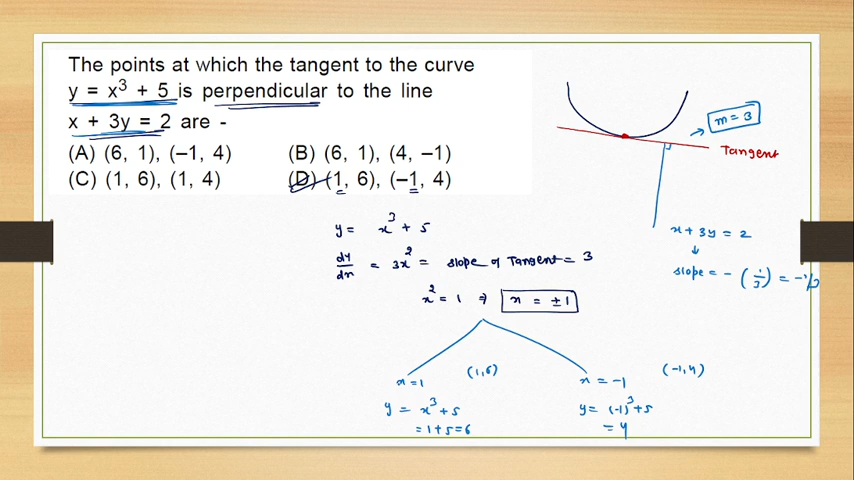 The points at which the tangent to the curve
y = x³ + 5 is perpendicular to the line
x + 3y = 2 are -
(A) (6, 1), (−1, 4) (B) (6, 1), (4, −1)
(C) (1, 6), (1, 4) (D) (1, 6), (−1, 4)
m = 3
Tangent
x + 3y = 2
slope = - (1/3) = -1/3
y = x³ + 5
dy/dx = 3x² = slope of Tangent = 3
x² = 1 ⇒ x = ±1
x = 1 (1, 6) x = -1 (-1, 4)
y = x³ + 5 y = (-1)³ + 5
= 1 + 5 = 6 = 4